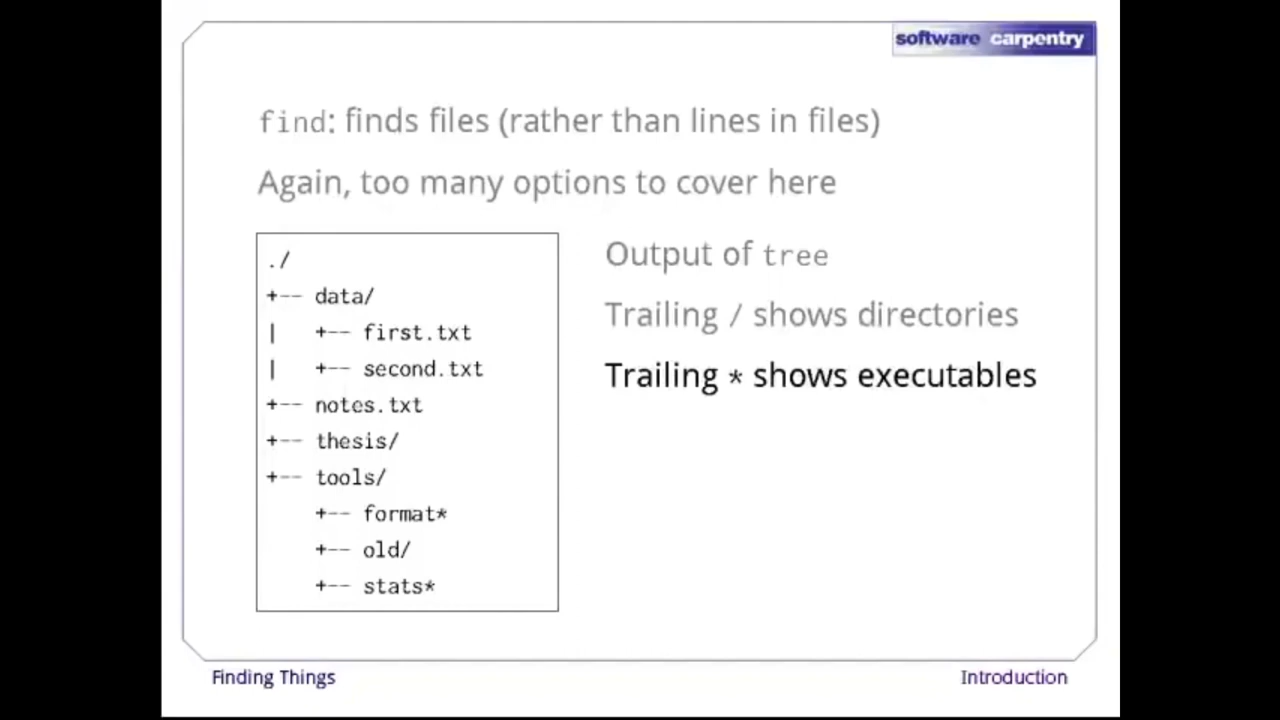 software carpentry
find: finds files (rather than lines in files)
Again, too many options to cover here
./
+-- data/
|   +-- first.txt
|   +-- second.txt
+-- notes.txt
+-- thesis/
+-- tools/
    +-- format*
    +-- old/
    +-- stats*
Output of tree
Trailing / shows directories
Trailing * shows executables
Finding Things
Introduction